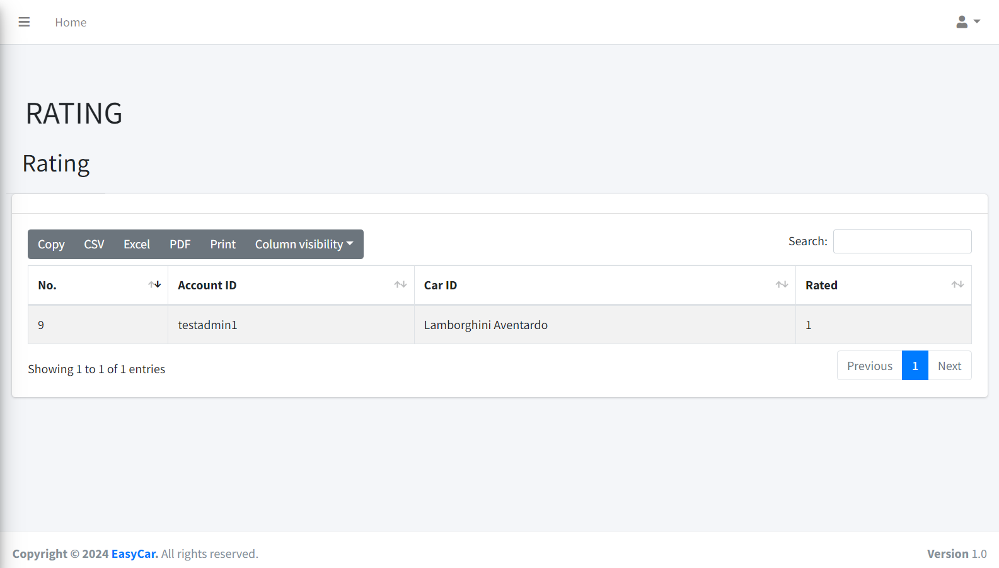 Home
RATING
Rating
Copy CSV Excel PDF Print Column visibility
Search:
No. Account ID Car ID Rated
9 testadmin1 Lamborghini Aventardo 1
Showing 1 to 1 of 1 entries
Previous 1 Next
Copyright © 2024 EasyCar. All rights reserved.
Version 1.0